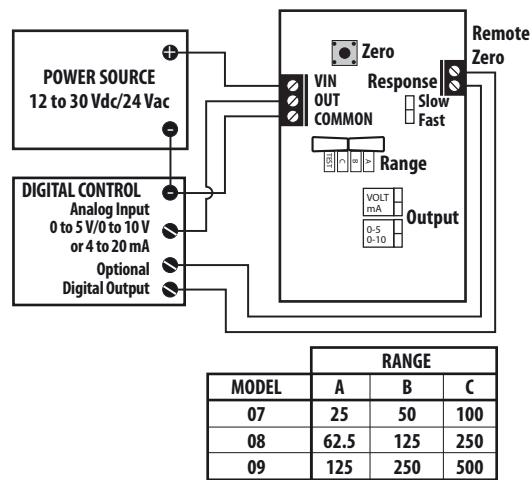 POWER SOURCE
12 to 30 Vdc/24 Vac
DIGITAL CONTROL
Analog Input
0 to 5 V/0 to 10 V
or 4 to 20 mA
Optional
Digital Output
Zero
Remote
Zero
VIN
OUT
COMMON
Response
Slow
Fast
TEST
C
B
A
Range
VOLT
mA
0-5
0-10
Output
RANGE
MODEL A B C
07 25 50 100
08 62.5 125 250
09 125 250 500